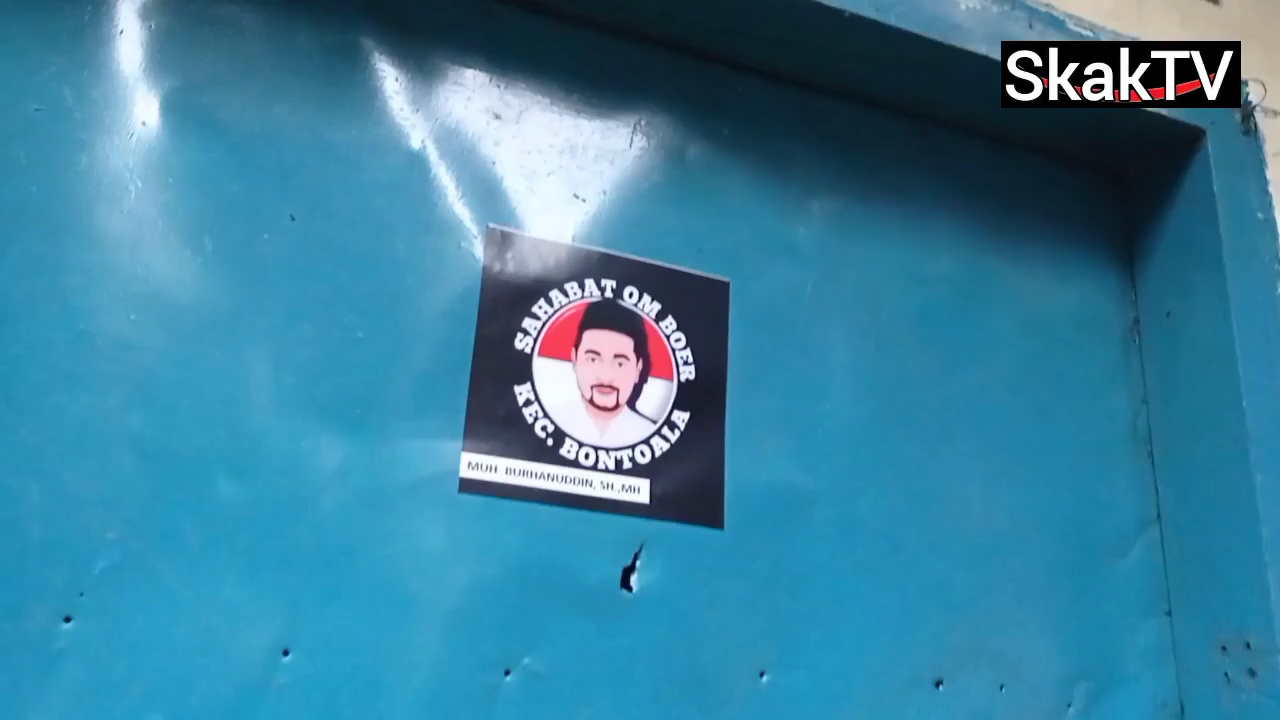 SkakTV
SAHABAT OM BOER
KEC. BONTOALA
MUH. BURHANUDDIN, SH.,MH